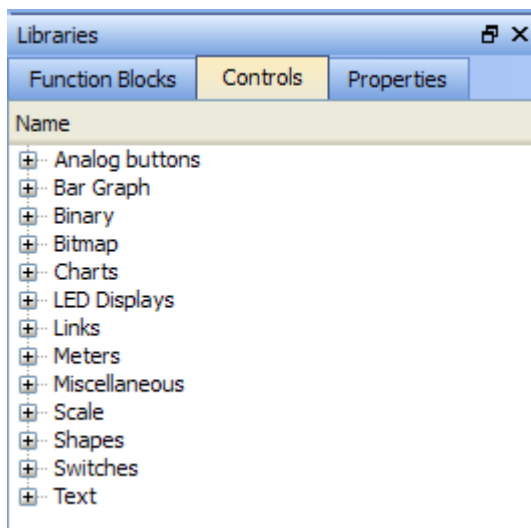 Libraries
Function Blocks Controls Properties
Name
Analog buttons
Bar Graph
Binary
Bitmap
Charts
LED Displays
Links
Meters
Miscellaneous
Scale
Shapes
Switches
Text